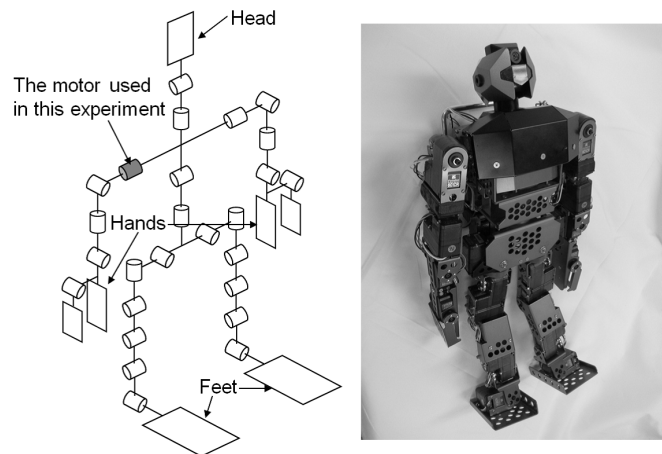 Head
The motor used
in this experiment
Hands
Feet